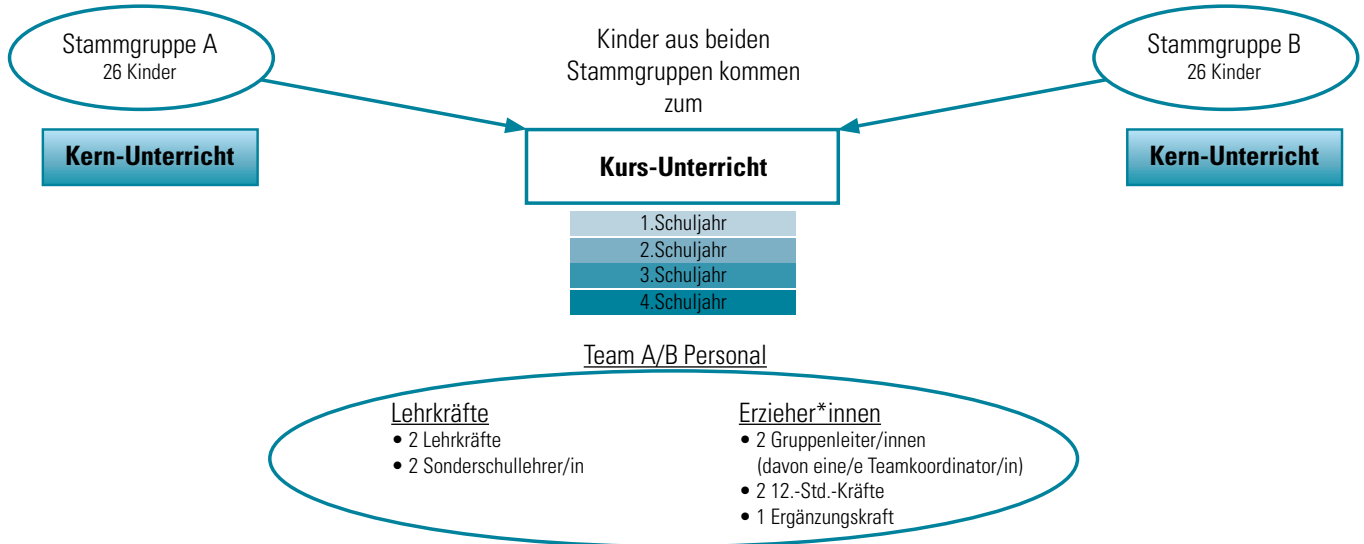 Stammgruppe A
26 Kinder
Kern-Unterricht
Kinder aus beiden
Stammgruppen kommen
zum
Kurs-Unterricht
1.Schuljahr
2.Schuljahr
3.Schuljahr
4.Schuljahr
Stammgruppe B
26 Kinder
Kern-Unterricht
Team A/B Personal
Lehrkräfte
• 2 Lehrkräfte
• 2 Sonderschullehrer/in
Erzieher*innen
• 2 Gruppenleiter/innen
(davon eine/e Teamkoordinator/in)
• 2 12.-Std.-Kräfte
• 1 Ergänzungskraft